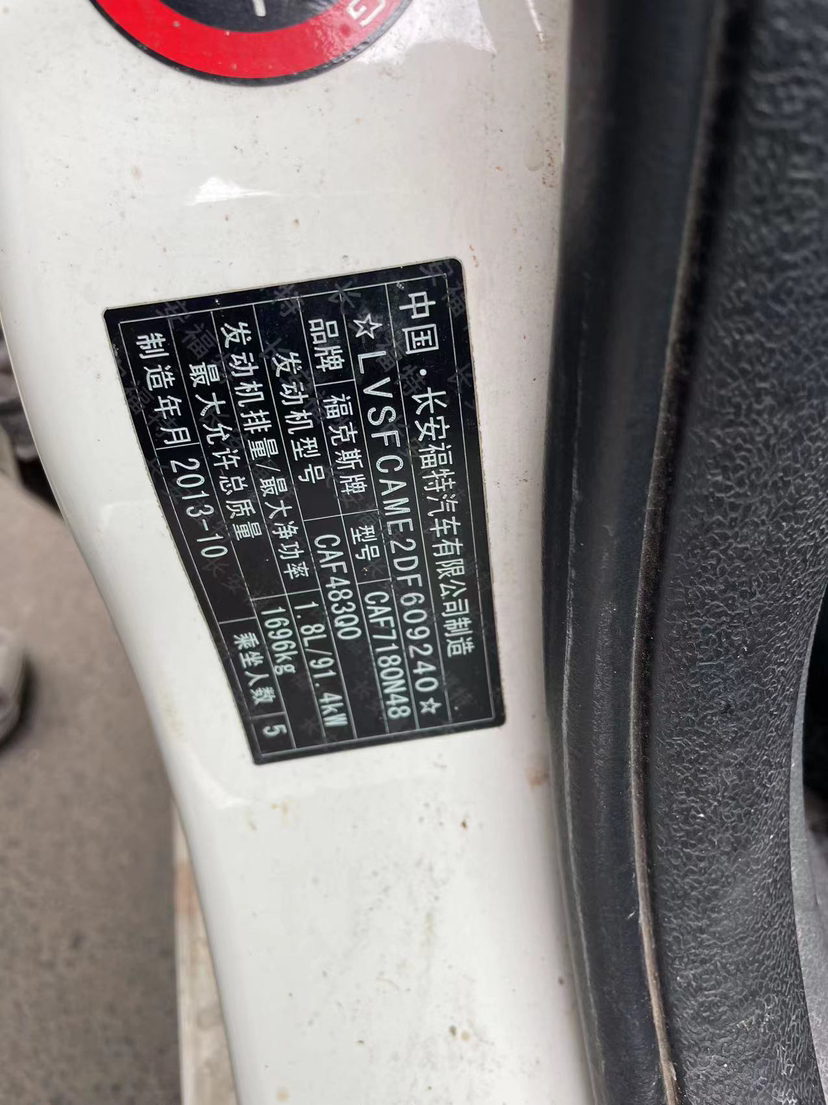 G
中国·长安福特汽车有限公司制造
☆LVSFCAME2DF609240☆
品牌 福克斯牌 型号 CAF7180N48
发动机型号 CAF483Q0
发动机排量/最大净功率 1.8L/91.4kW
最大允许总质量 1696kg
制造年月 2013-10 乘坐人数 5